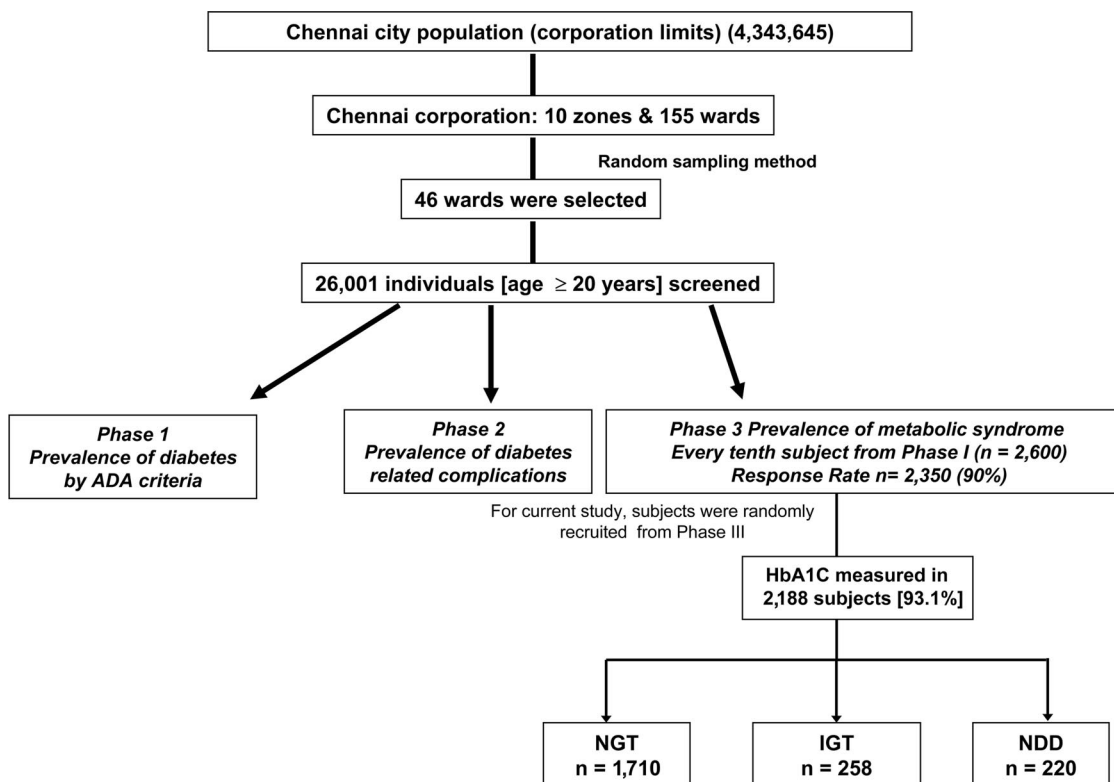 Chennai city population (corporation limits) (4,343,645)
Chennai corporation: 10 zones & 155 wards
Random sampling method
46 wards were selected
26,001 individuals [age ≥ 20 years] screened
Phase 1
Prevalence of diabetes
by ADA criteria
Phase 2
Prevalence of diabetes
related complications
Phase 3 Prevalence of metabolic syndrome
Every tenth subject from Phase I (n = 2,600)
Response Rate n= 2,350 (90%)
For current study, subjects were randomly
recruited from Phase III
HbA1C measured in
2,188 subjects [93.1%]
NGT
n = 1,710
IGT
n = 258
NDD
n = 220